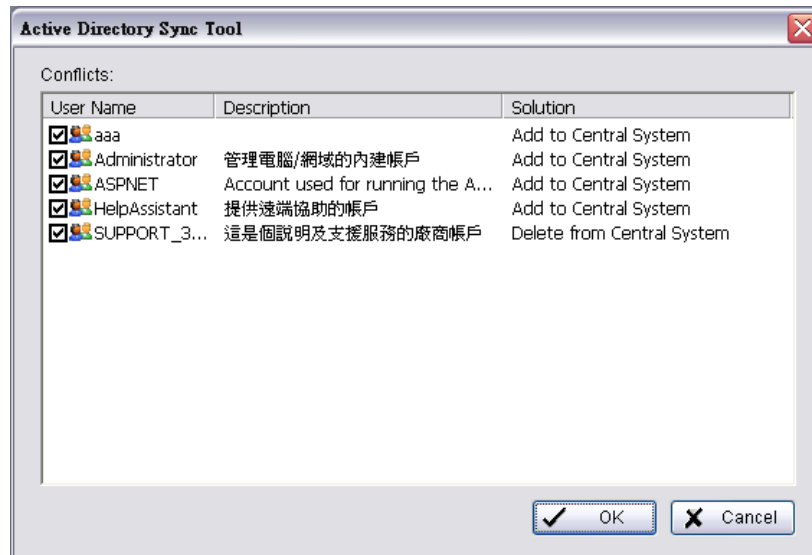 Active Directory Sync Tool
Conflicts:
User Name Description Solution
aaa Add to Central System
Administrator 管理電腦/網域的內建帳戶 Add to Central System
ASPNET Account used for running the A... Add to Central System
HelpAssistant 提供遠端協助的帳戶 Add to Central System
SUPPORT_3... 這是個說明及支援服務的廠商帳戶 Delete from Central System
OK Cancel